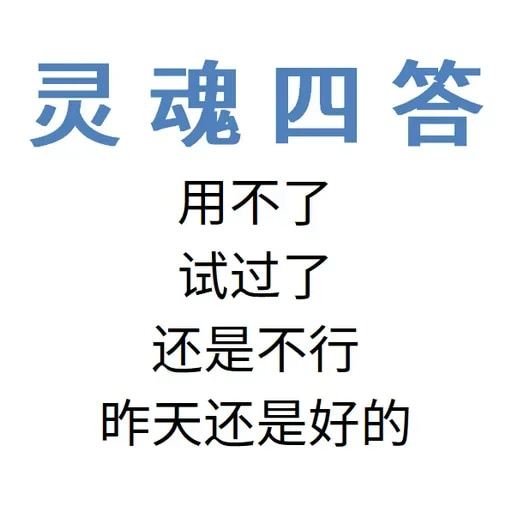 灵魂四答
用不了
试过了
还是不行
昨天还是好的